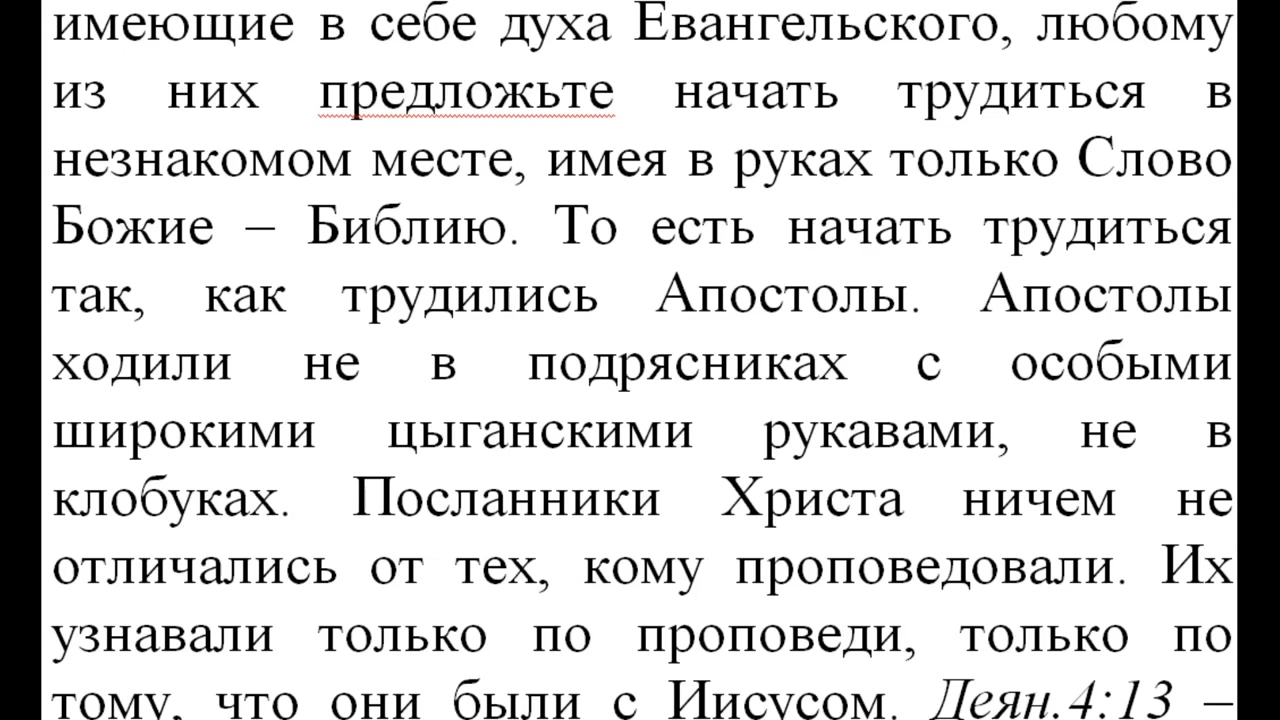 имеющие в себе духа Евангельского, любому
из них предложьте начать трудиться в
незнакомом месте, имея в руках только Слово
Божие – Библию. То есть начать трудиться
так, как трудились Апостолы. Апостолы
ходили не в подрясниках с особыми
широкими цыганскими рукавами, не в
клобуках. Посланники Христа ничем не
отличались от тех, кому проповедовали. Их
узнавали только по проповеди, только по
тому, что они были с Иисусом. Деян.4:13 –